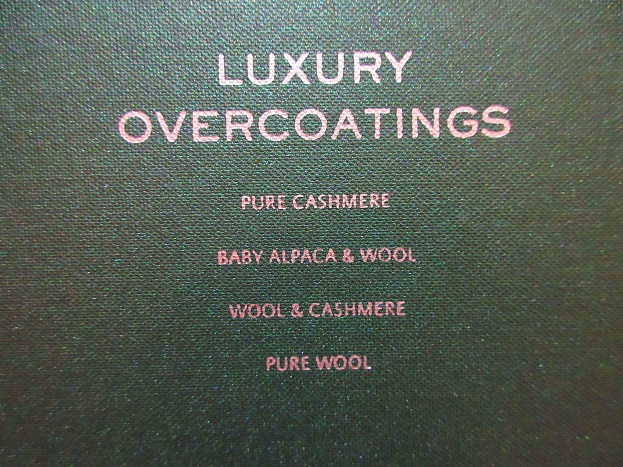 LUXURY
OVERCOATINGS
PURE CASHMERE
BABY ALPACA & WOOL
WOOL & CASHMERE
PURE WOOL